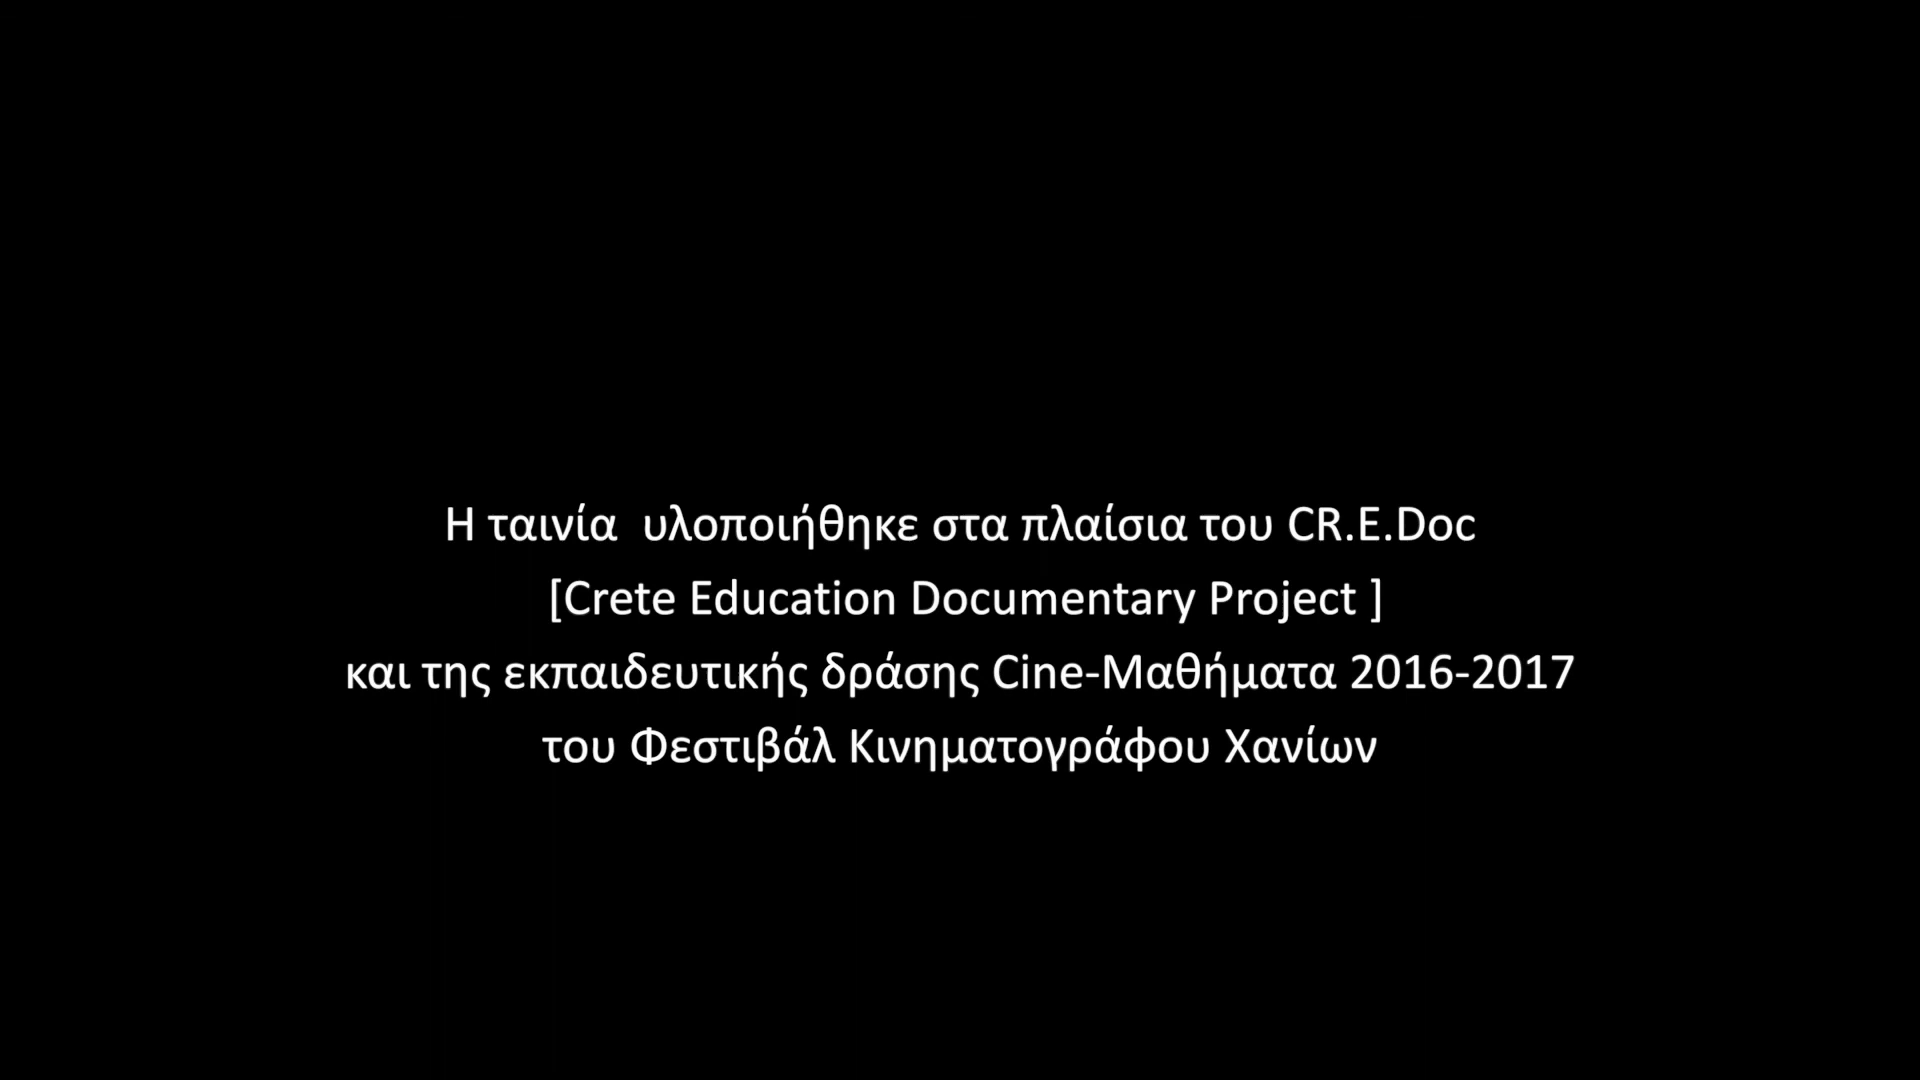 Η ταινία  υλοποιήθηκε στα πλαίσια του CR.E.Doc
[Crete Education Documentary Project ]
και της εκπαιδευτικής δράσης Cine-Μαθήματα 2016-2017
του Φεστιβάλ Κινηματογράφου Χανίων